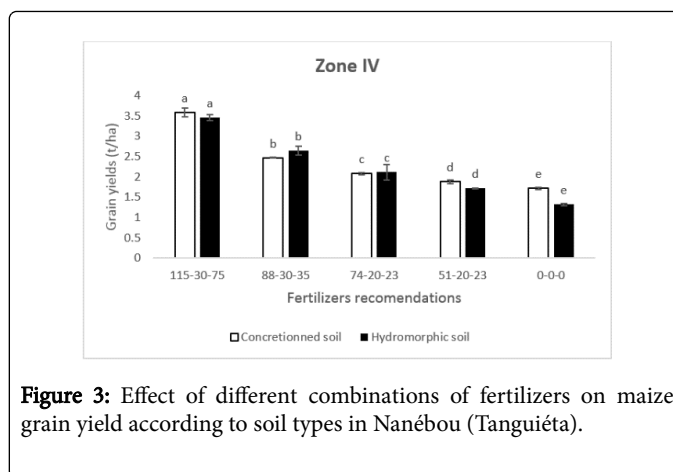 Zone IV
Grain yields (t/ha)
4
3.5
3
2.5
2
1.5
1
0.5
0
a a
b b
c c
d d
e e
115-30-75 88-30-35 74-20-23 51-20-23 0-0-0
Fertilizers recomendations
Concretionned soil Hydromorphic soil
Figure 3: Effect of different combinations of fertilizers on maize
grain yield according to soil types in Nanébou (Tanguiéta).